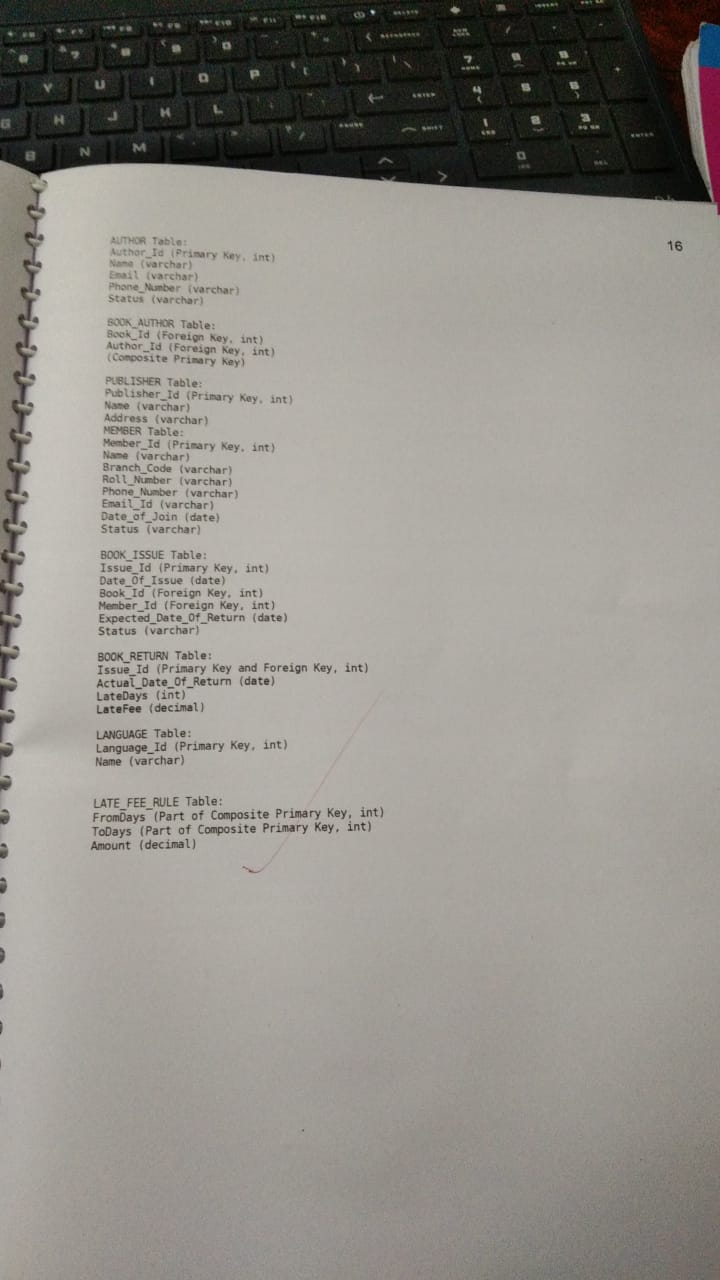 16
AUTHOR Table:
Author_Id (Primary Key, int)
Name (varchar)
Email (varchar)
Phone_Number (varchar)
Status (varchar)
BOOK_AUTHOR Table:
Book_Id (Foreign Key, int)
Author_Id (Foreign Key, int)
(Composite Primary Key)
PUBLISHER Table:
Publisher_Id (Primary Key, int)
Name (varchar)
Address (varchar)
MEMBER Table:
Member_Id (Primary Key, int)
Name (varchar)
Branch_Code (varchar)
Roll_Number (varchar)
Phone_Number (varchar)
Email_Id (varchar)
Date_of_Join (date)
Status (varchar)
BOOK_ISSUE Table:
Issue_Id (Primary Key, int)
Date_Of_Issue (date)
Book_Id (Foreign Key, int)
Member_Id (Foreign Key, int)
Expected_Date_Of_Return (date)
Status (varchar)
BOOK_RETURN Table:
Issue_Id (Primary Key and Foreign Key, int)
Actual_Date_Of_Return (date)
LateDays (int)
LateFee (decimal)
LANGUAGE Table:
Language_Id (Primary Key, int)
Name (varchar)
LATE_FEE_RULE Table:
FromDays (Part of Composite Primary Key, int)
ToDays (Part of Composite Primary Key, int)
Amount (decimal)